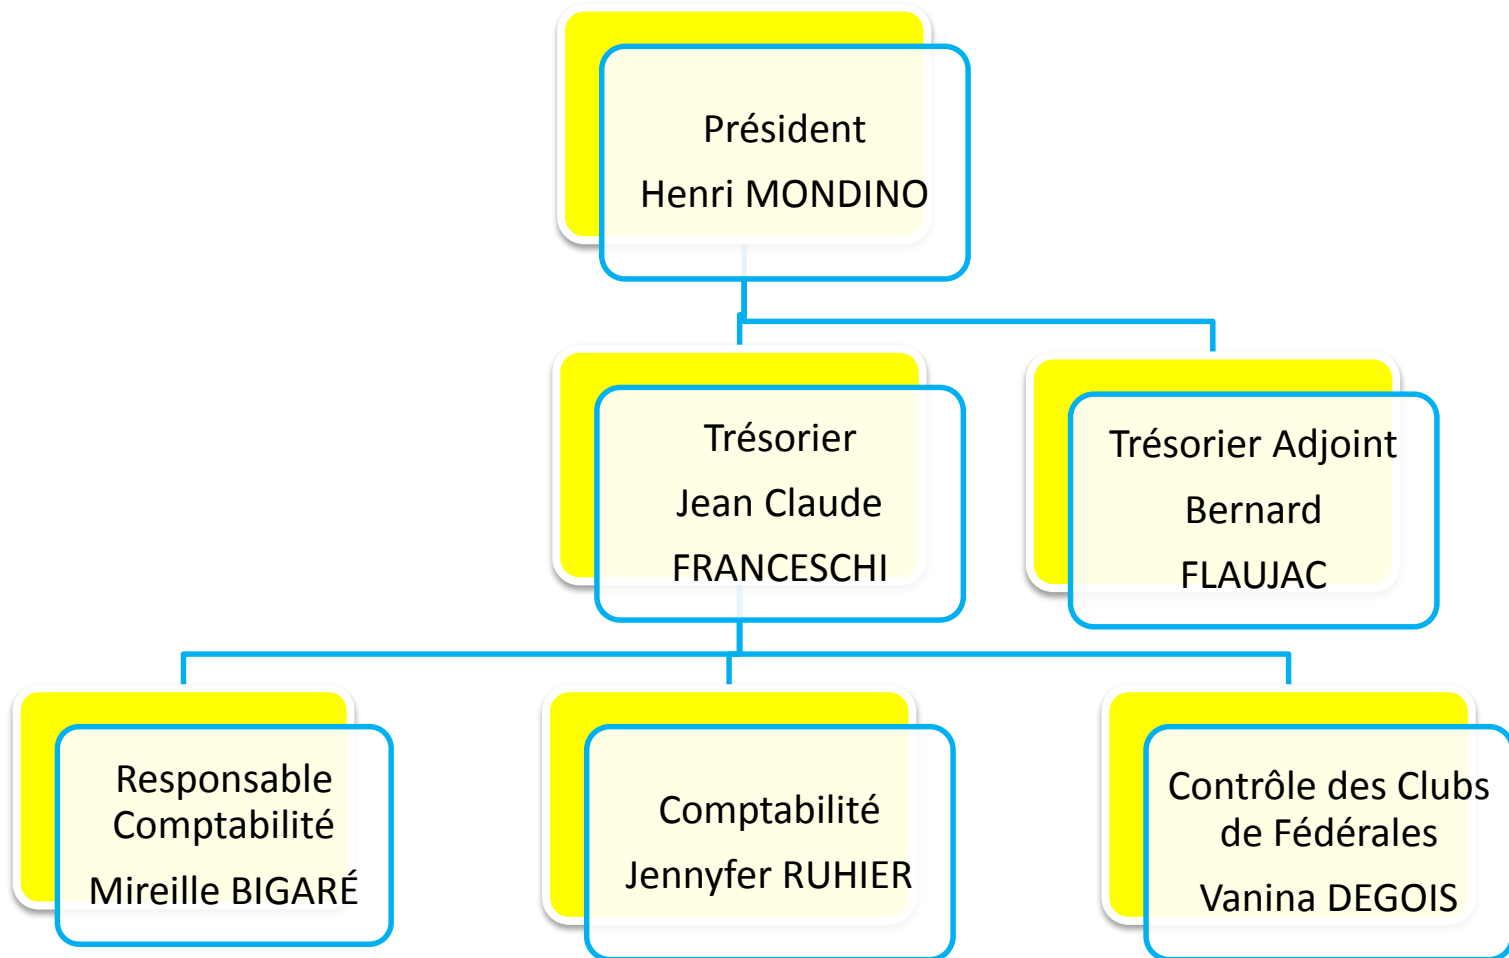 Président
Henri MONDINO
Trésorier
Jean Claude
FRANCESCHI
Trésorier Adjoint
Bernard
FLAUJAC
Responsable
Comptabilité
Mireille BIGARÉ
Comptabilité
Jennyfer RUHIER
Contrôle des Clubs
de Fédérales
Vanina DEGOIS